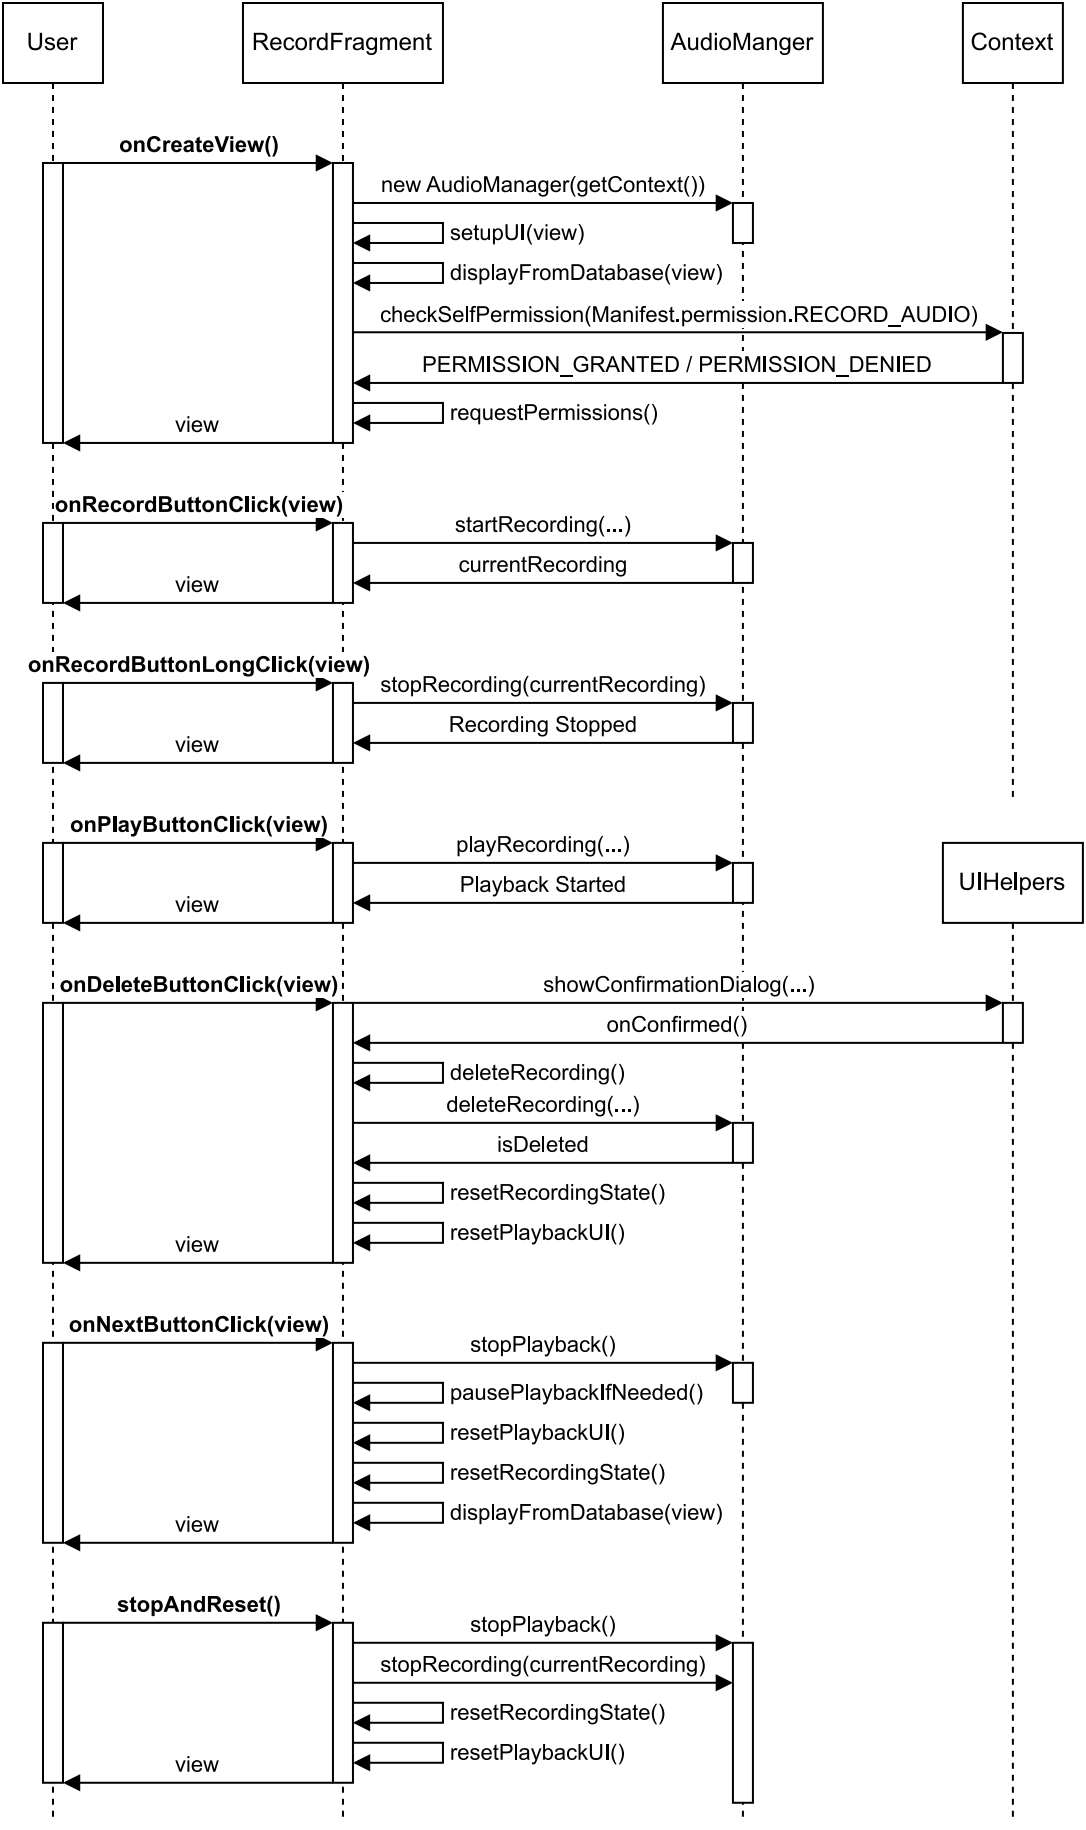 User
RecordFragment
AudioManger
Context
onCreateView()
new AudioManager(getContext())
setupUI(view)
displayFromDatabase(view)
checkSelfPermission(Manifest.permission.RECORD_AUDIO)
PERMISSION_GRANTED / PERMISSION_DENIED
requestPermissions()
view
onRecordButtonClick(view)
startRecording(...)
currentRecording
view
onRecordButtonLongClick(view)
stopRecording(currentRecording)
Recording Stopped
view
onPlayButtonClick(view)
playRecording(...)
Playback Started
UIHelpers
view
onDeleteButtonClick(view)
showConfirmationDialog(...)
onConfirmed()
deleteRecording()
deleteRecording(...)
isDeleted
resetRecordingState()
resetPlaybackUI()
view
onNextButtonClick(view)
stopPlayback()
pausePlaybackIfNeeded()
resetPlaybackUI()
resetRecordingState()
displayFromDatabase(view)
view
stopAndReset()
stopPlayback()
stopRecording(currentRecording)
resetRecordingState()
resetPlaybackUI()
view